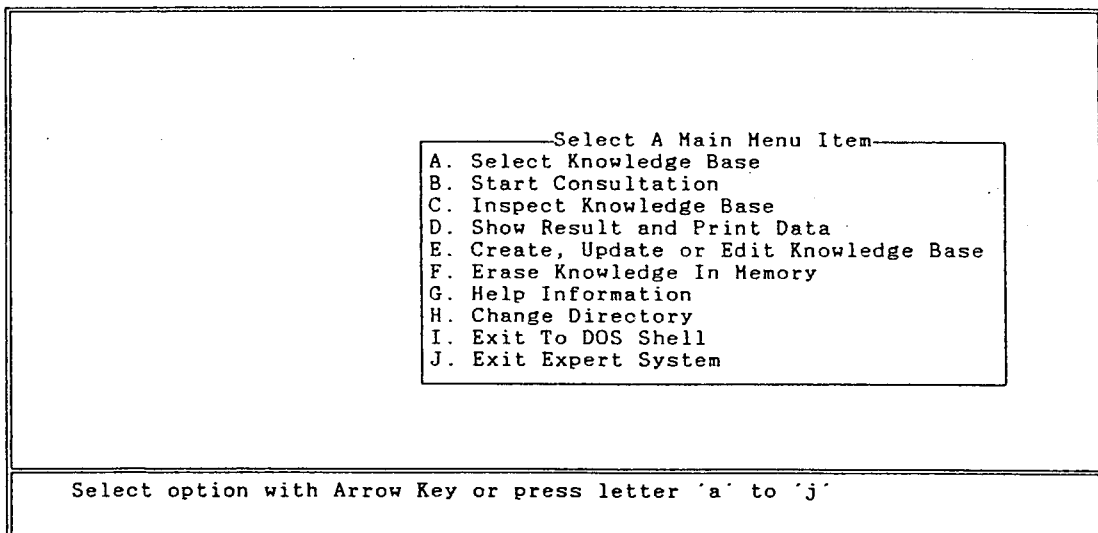 Select A Main Menu Item
A. Select Knowledge Base
B. Start Consultation
C. Inspect Knowledge Base
D. Show Result and Print Data
E. Create, Update or Edit Knowledge Base
F. Erase Knowledge In Memory
G. Help Information
H. Change Directory
I. Exit To DOS Shell
J. Exit Expert System
Select option with Arrow Key or press letter ´a´ to ´j´